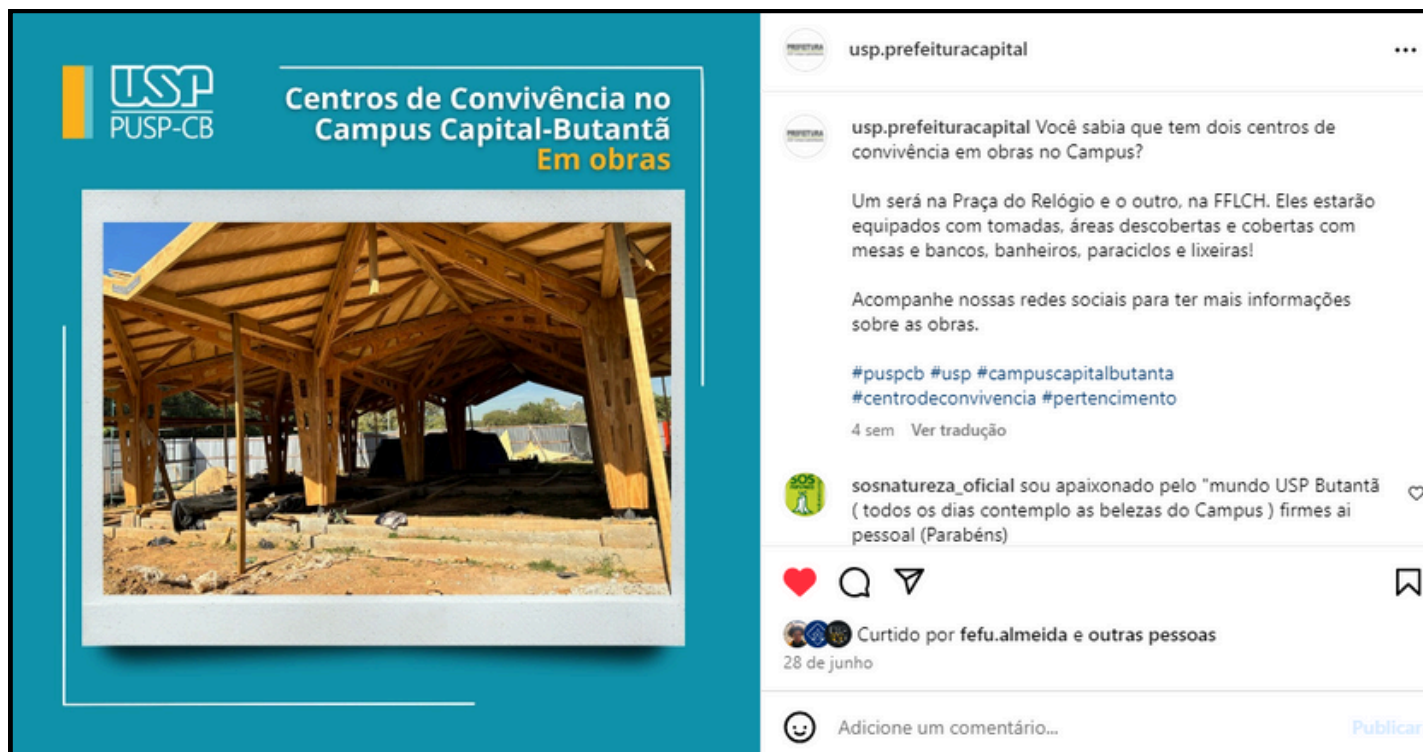 USP
PUSP-CB
Centros de Convivência no
Campus Capital-Butantã
Em obras
usp.prefeituracapital
usp.prefeituracapital Você sabia que tem dois centros de
convivência em obras no Campus?
Um será na Praça do Relógio e o outro, na FFLCH. Eles estarão
equipados com tomadas, áreas descobertas e cobertas com
mesas e bancos, banheiros, paraciclos e lixeiras!
Acompanhe nossas redes sociais para ter mais informações
sobre as obras.
#puspcb #usp #campuscapitalbutanta
#centrodeconvivencia #pertencimento
4 sem Ver tradução
sosnatureza_oficial sou apaixonado pelo "mundo USP Butantã
( todos os dias contemplo as belezas do Campus ) firmes ai
pessoal (Parabéns)
Curtido por fefu.almeida e outras pessoas
28 de junho
Adicione um comentário...
Publicar